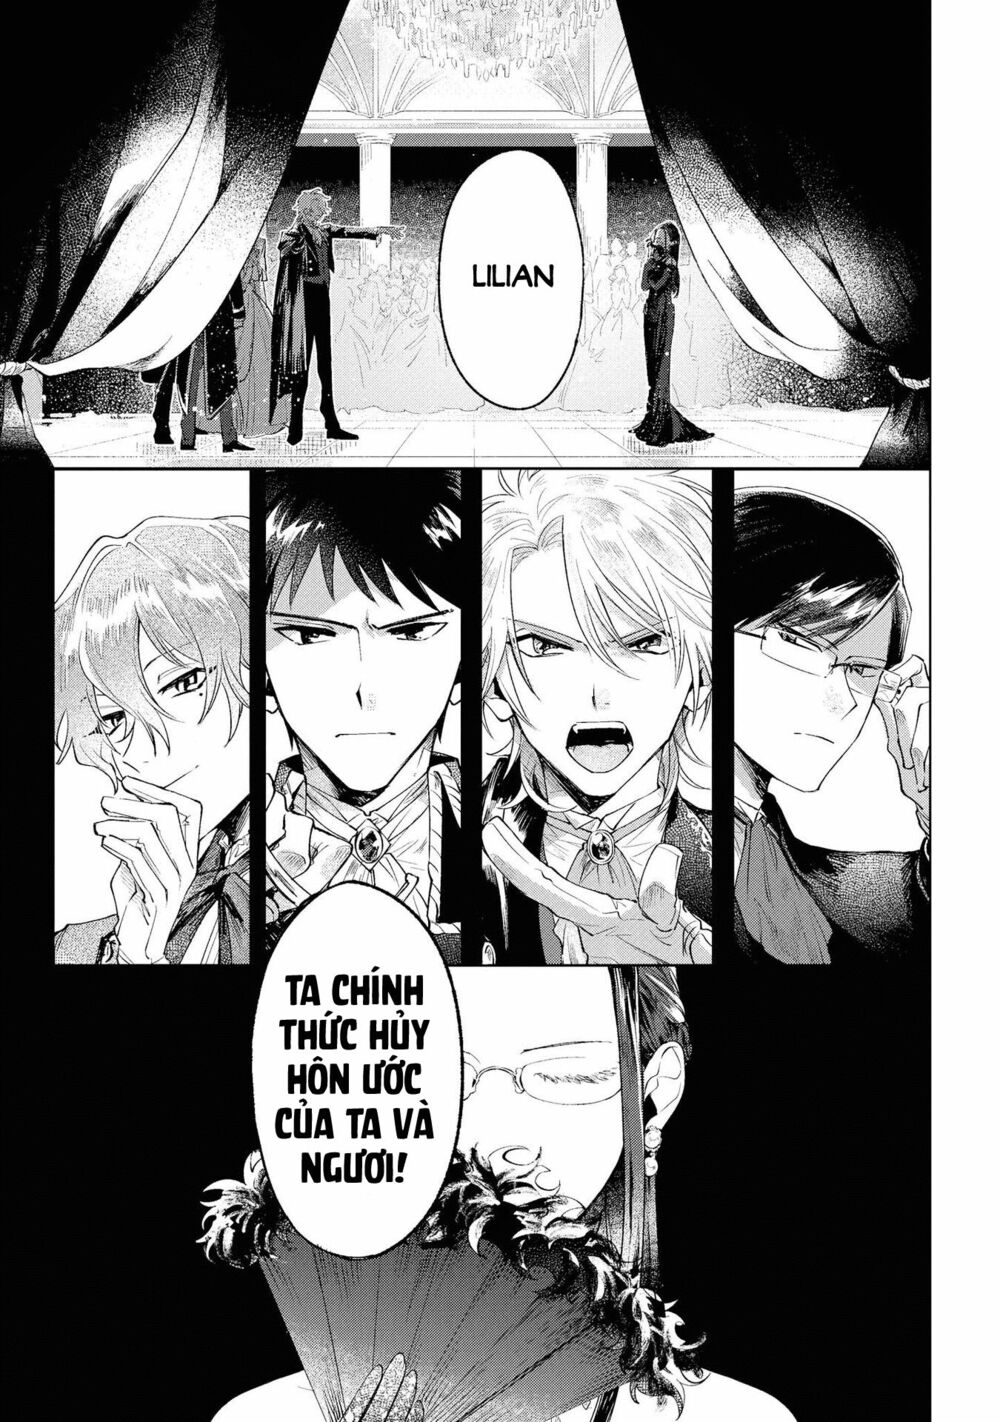 LILIAN
TA CHÍNH
THỨC HỦY
HÔN ƯỚC
CỦA TA VÀ
NGƯƠI!